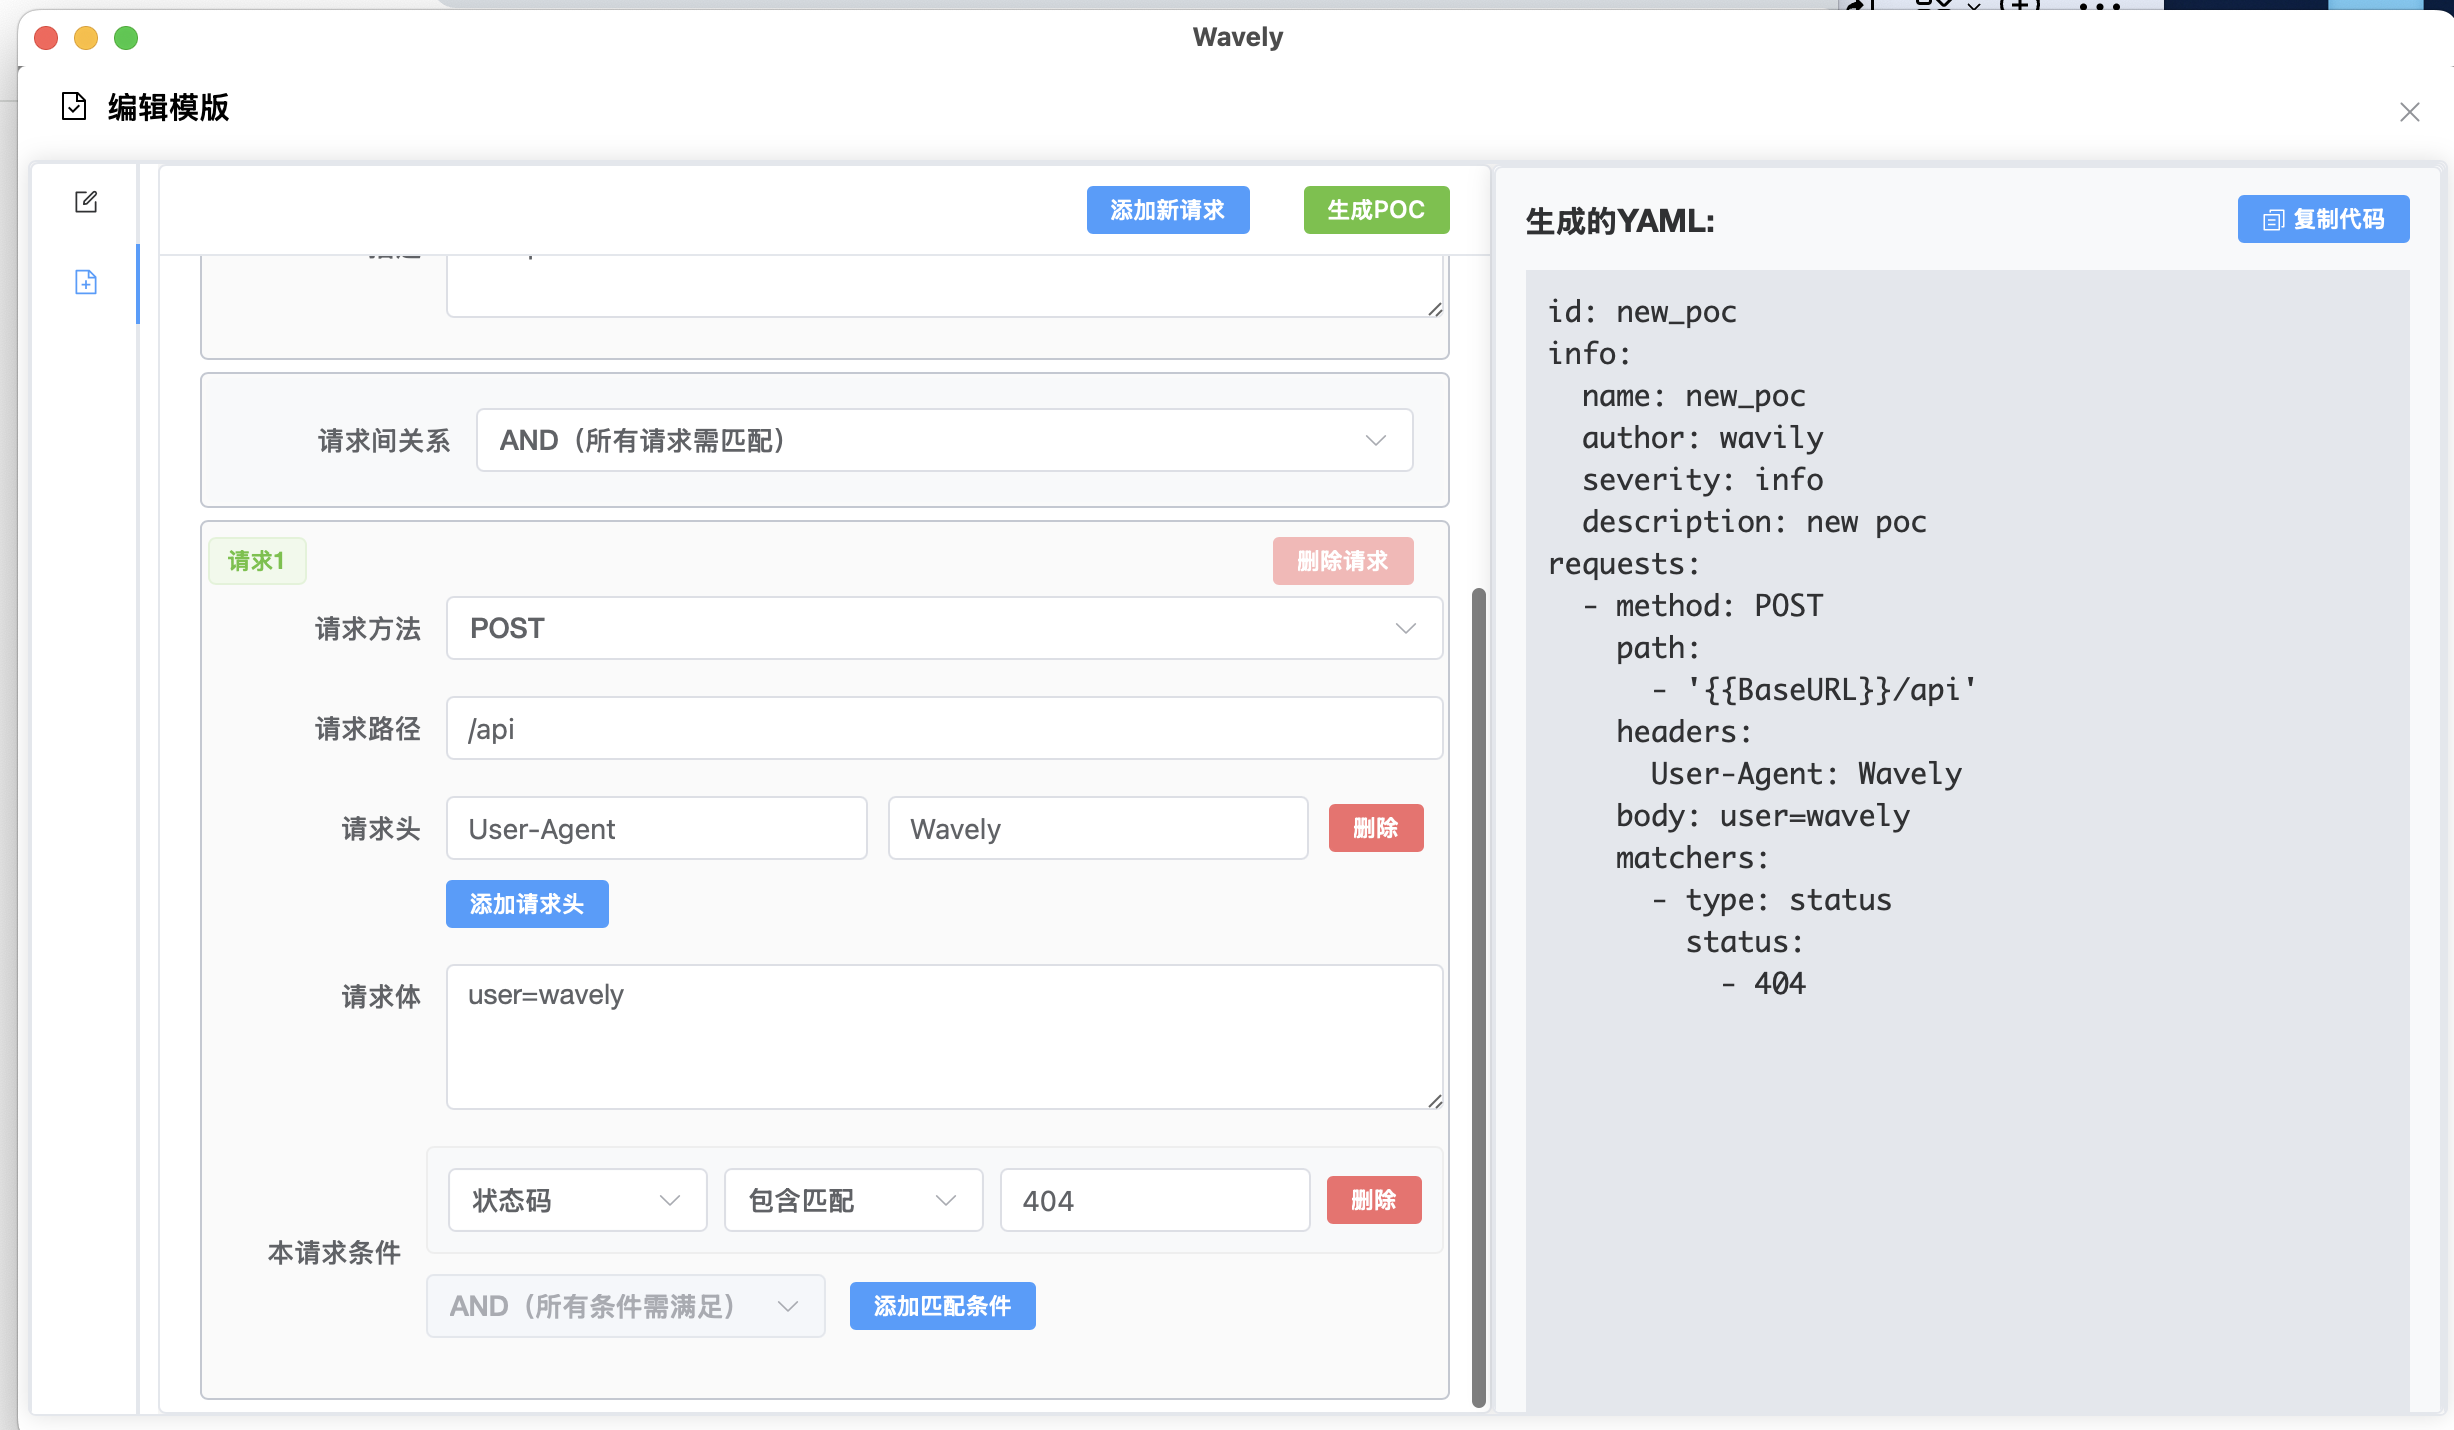 Wavely
编辑模版
添加新请求
生成POC
请求间关系
AND（所有请求需匹配）
请求1
删除请求
请求方法
POST
请求路径
/api
请求头
User-Agent
Wavely
删除
添加请求头
请求体
user=wavely
本请求条件
状态码
包含匹配
404
删除
AND（所有条件需满足）
添加匹配条件
生成的YAML:
复制代码
id: new_poc
info:
  name: new_poc
  author: wavily
  severity: info
  description: new poc
requests:
  - method: POST
    path:
      - '{{BaseURL}}/api'
    headers:
      User-Agent: Wavely
    body: user=wavely
    matchers:
      - type: status
        status:
          - 404